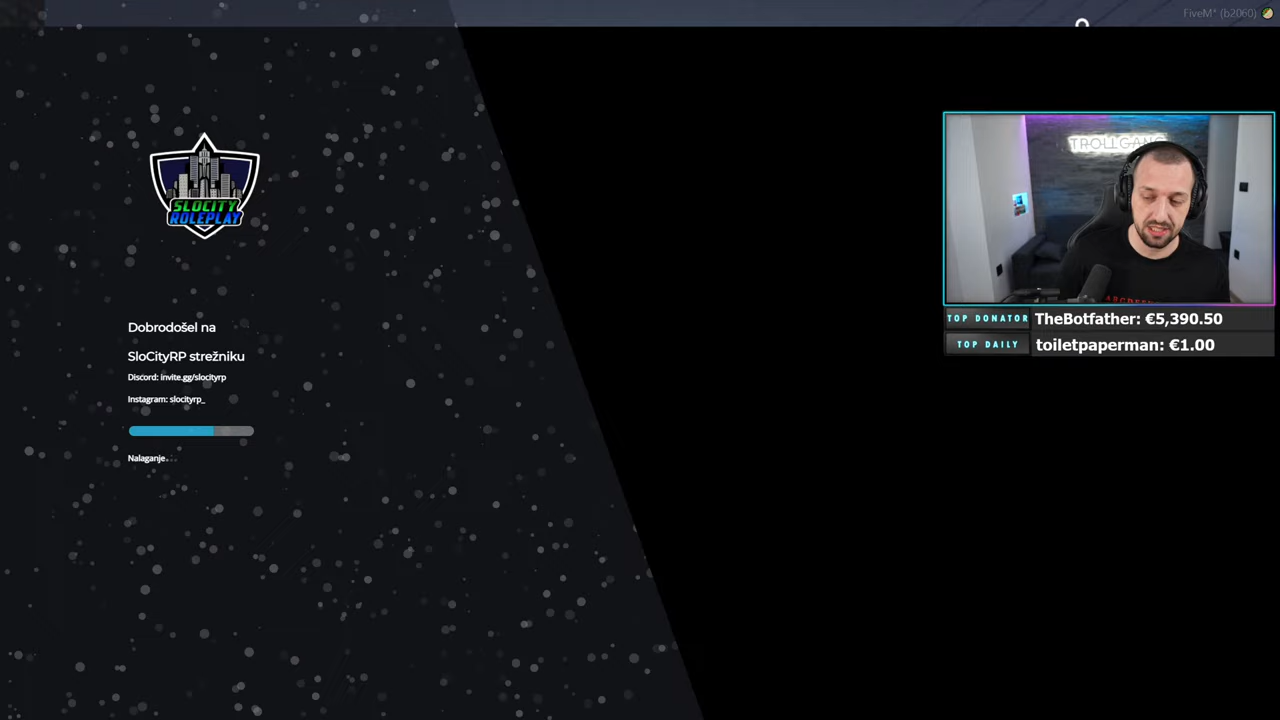 FiveM* (b2060)
SLOCITY
ROLEPLAY
Dobrodošel na
SloCityRP strežniku
Discord: invite.gg/slocityrp
Instagram: slocityrp_
Nalaganje...
TROLLGANG
TOP DONATOR TheBotfather: €5,390.50
TOP DAILY toiletpaperman: €1.00